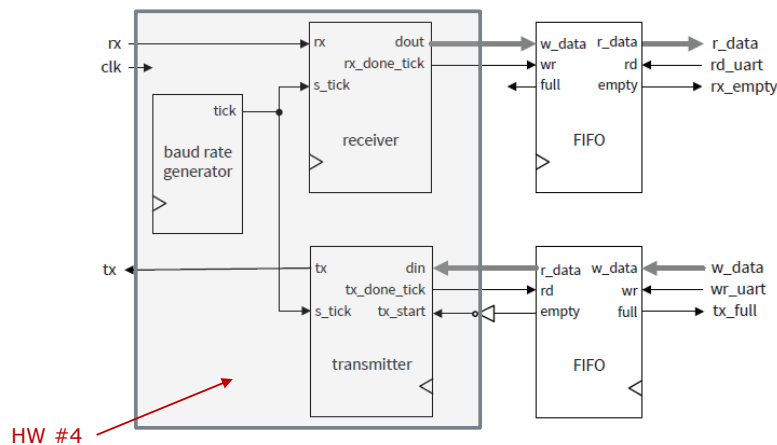 rx
clk
rx
dout
rx_done_tick
s_tick
receiver
w_data
r_data
wr
rd
full
empty
FIFO
r_data
rd_uart
rx_empty
tick
baud rate
generator
tx
tx
din
tx_done_tick
s_tick
tx_start
transmitter
r_data
w_data
rd
wr
empty
full
FIFO
w_data
wr_uart
tx_full
HW #4